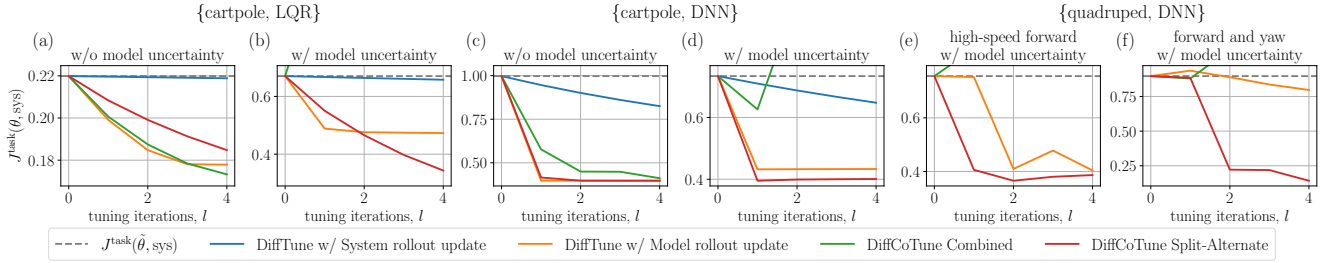 {cartpole, LQR}
{cartpole, DNN}
{quadruped, DNN}
(a)
w/o model uncertainty
(b)
w/ model uncertainty
(c)
w/o model uncertainty
(d)
w/ model uncertainty
(e)
high-speed forward
w/ model uncertainty
(f)
forward and yaw
w/ model uncertainty
J^task(θ, sys)
0.22
0.20
0.18
0
2
4
tuning iterations, l
0.6
0.4
0
2
4
tuning iterations, l
1.00
0.75
0.50
0
2
4
tuning iterations, l
0.6
0.4
0
2
4
tuning iterations, l
0.6
0.4
0
2
4
tuning iterations, l
0.75
0.50
0.25
0
2
4
tuning iterations, l
J^task(θ̃, sys)
DiffTune w/ System rollout update
DiffTune w/ Model rollout update
DiffCoTune Combined
DiffCoTune Split-Alternate